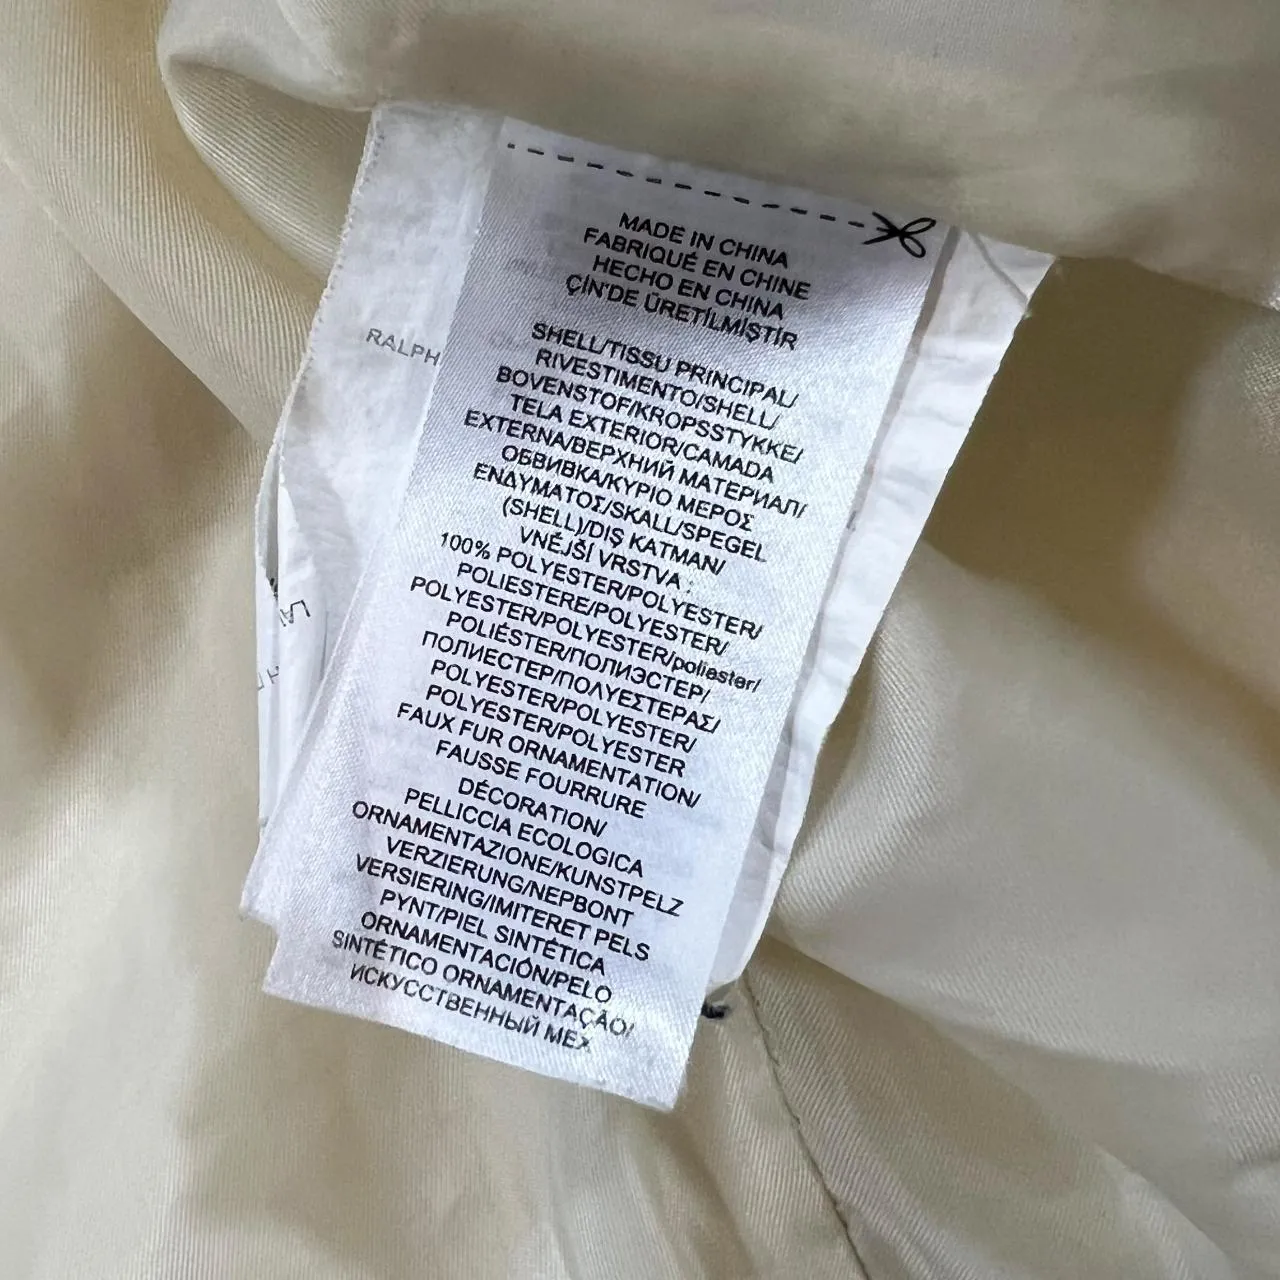 MADE IN CHINA
FABRIQUÉ EN CHINE
HECHO EN CHINA
ÇİN'DE ÜRETİLMİŞTİR
SHELL/TISSU PRINCIPAL/
RIVESTIMENTO/SHELL/
BOVENSTOF/KROPSSTYKKE/
TELA EXTERIOR/CAMADA
EXTERNA/ВЕРХНИЙ МАТЕРИАЛ/
ОБВИВКА/ΚΥΡΙΟ ΜΕΡΟΣ
ΕΝΔΥΜΑΤΟΣ/SKALL/SPEGEL
(SHELL)/DIŞ KATMAN/
VNĚJŠÍ VRSTVA :
100% POLYESTER/POLYESTER/
POLIESTERE/POLYESTER/
POLYESTER/POLYESTER/poliester/
POLIÉSTER/ПОЛИЭСТЕР/
ПОЛИЕСТЕР/ΠΟΛΥΕΣΤΕΡΑΣ/
POLYESTER/POLYESTER/
POLYESTER/POLYESTER
FAUX FUR ORNAMENTATION/
FAUSSE FOURRURE
DÉCORATION/
PELLICCIA ECOLOGICA
ORNAMENTAZIONE/KUNSTPELZ
VERZIERUNG/NEPBONT
VERSIERING/IMITERET PELS
PYNT/PIEL SINTÉTICA
ORNAMENTACIÓN/PELO
SINTÉTICO ORNAMENTAÇÃO/
ИСКУССТВЕННЫЙ МЕХ
RALPH